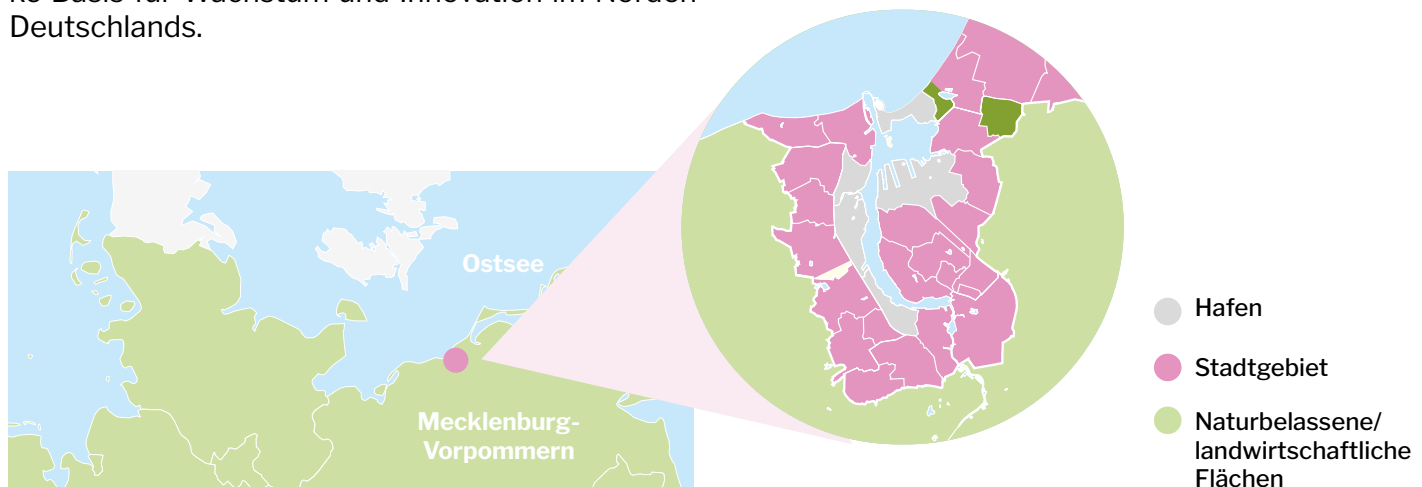 Deutschlands.
Ostsee
Mecklenburg-
Vorpommern
Hafen
Stadtgebiet
Naturbelassene/
landwirtschaftliche
Flächen